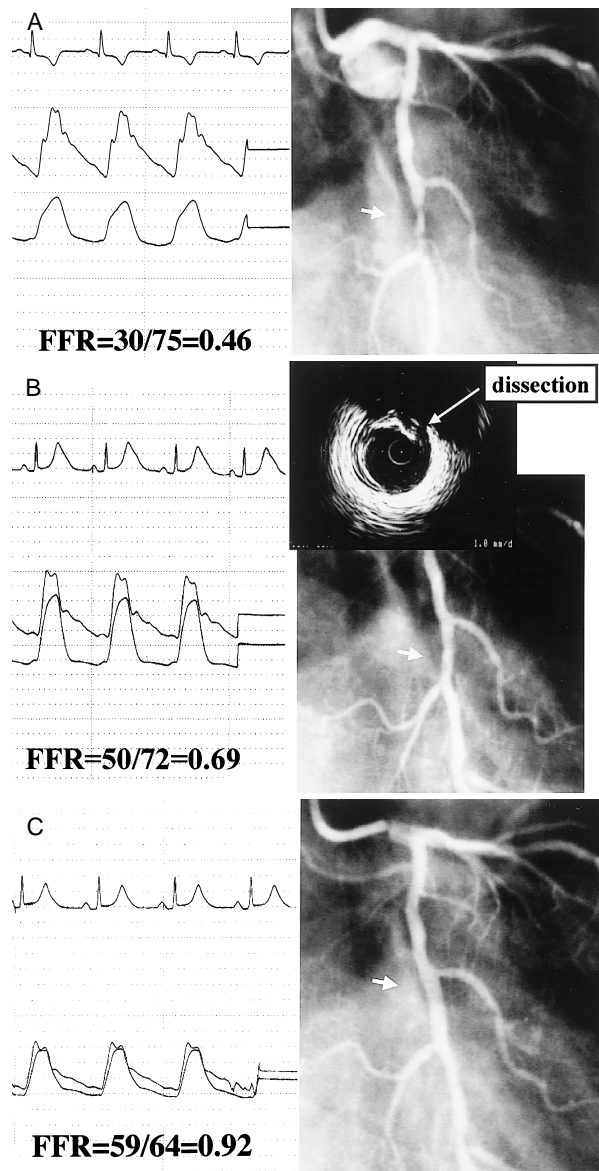 A
FFR=30/75=0.46
B
dissection
1.0 mm/d
FFR=50/72=0.69
C
FFR=59/64=0.92